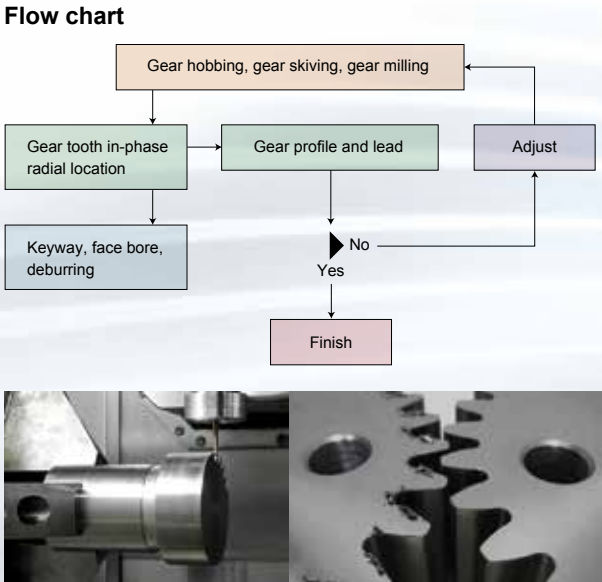 Flow chart
Gear hobbing, gear skiving, gear milling
Gear tooth in-phase
radial location
Gear profile and lead
Adjust
Keyway, face bore,
deburring
No
Yes
Finish